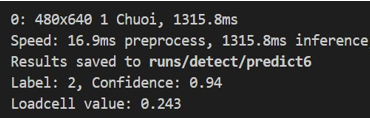 0: 480x640 1 Chuoi, 1315.8ms
Speed: 16.9ms preprocess, 1315.8ms inference
Results saved to runs/detect/predict6
Label: 2, Confidence: 0.94
Loadcell value: 0.243